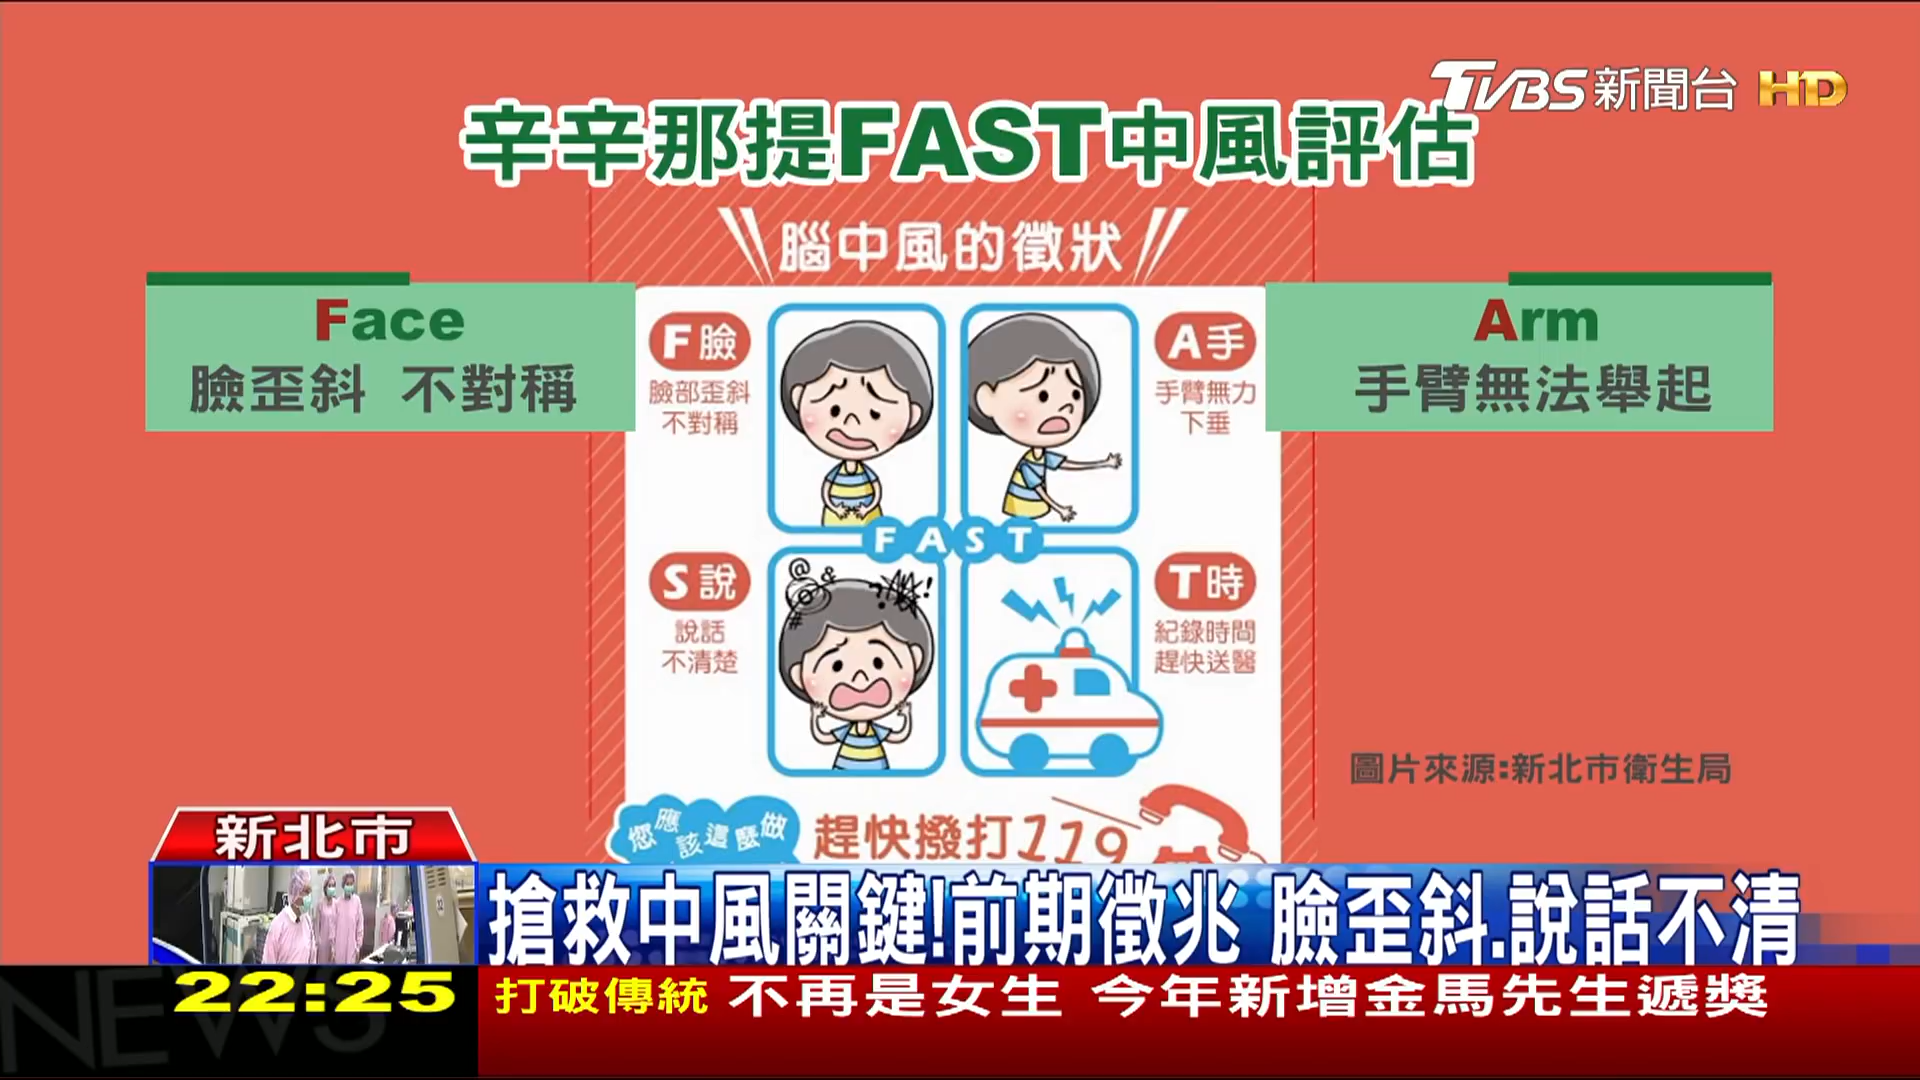 TVBS新聞台 HD
辛辛那提FAST中風評估
腦中風的徵狀
Face
臉歪斜 不對稱
Arm
手臂無法舉起
F臉
臉部歪斜
不對稱
A手
手臂無力
下垂
FAST
S說
說話
不清楚
@ & # ? !
T時
紀錄時間
趕快送醫
圖片來源:新北市衛生局
您應該這麼做
趕快撥打119
新北市
搶救中風關鍵!前期徵兆 臉歪斜.說話不清
22:25
打破傳統 不再是女生 今年新增金馬先生遞獎
NEWS